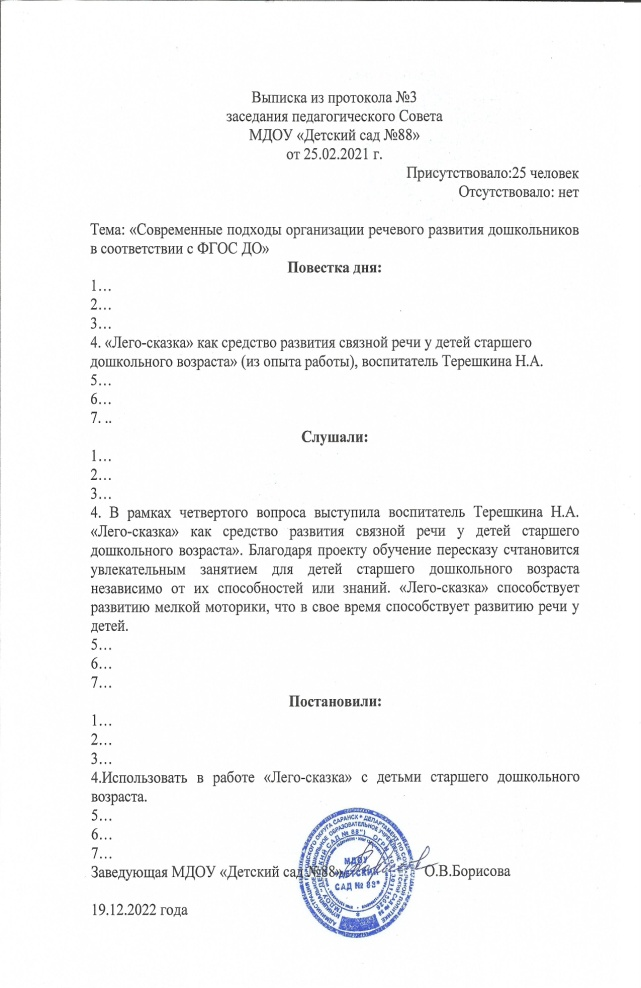 Выписка из протокола №3
заседания педагогического Совета
МДОУ «Детский сад №88»
от 25.02.2021 г.
Присутствовало:25 человек
Отсутствовало: нет
Тема: «Современные подходы организации речевого развития дошкольников
в соответствии с ФГОС ДО»
Повестка дня:
1…
2…
3…
4. «Лего-сказка» как средство развития связной речи у детей старшего
дошкольного возраста» (из опыта работы), воспитатель Терешкина Н.А.
5…
6…
7. ..
Слушали:
1…
2…
3…
4. В рамках четвертого вопроса выступила воспитатель Терешкина Н.А.
«Лего-сказка» как средство развития связной речи у детей старшего
дошкольного возраста». Благодаря проекту обучение пересказу счтановится
увлекательным занятием для детей старшего дошкольного возраста
независимо от их способностей или знаний. «Лего-сказка» способствует
развитию мелкой моторики, что в свое время способствует развитию речи у
детей.
5…
6…
7…
Постановили:
1…
2…
3…
4.Использовать в работе «Лего-сказка» с детьми старшего дошкольного
возраста.
5…
6…
7…
Заведующая МДОУ «Детский сад №88» О.В.Борисова
МДОУ
"ДЕТСКИЙ
САД № 88"
19.12.2022 года